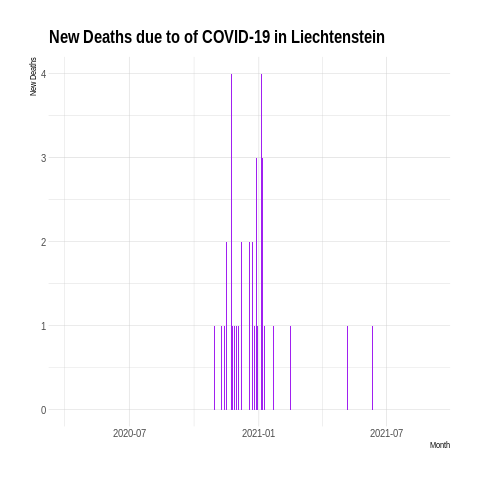 New Deaths due to of COVID-19 in Liechtenstein
New Deaths
4
3
2
1
0
2020-07 2021-01 2021-07
Month